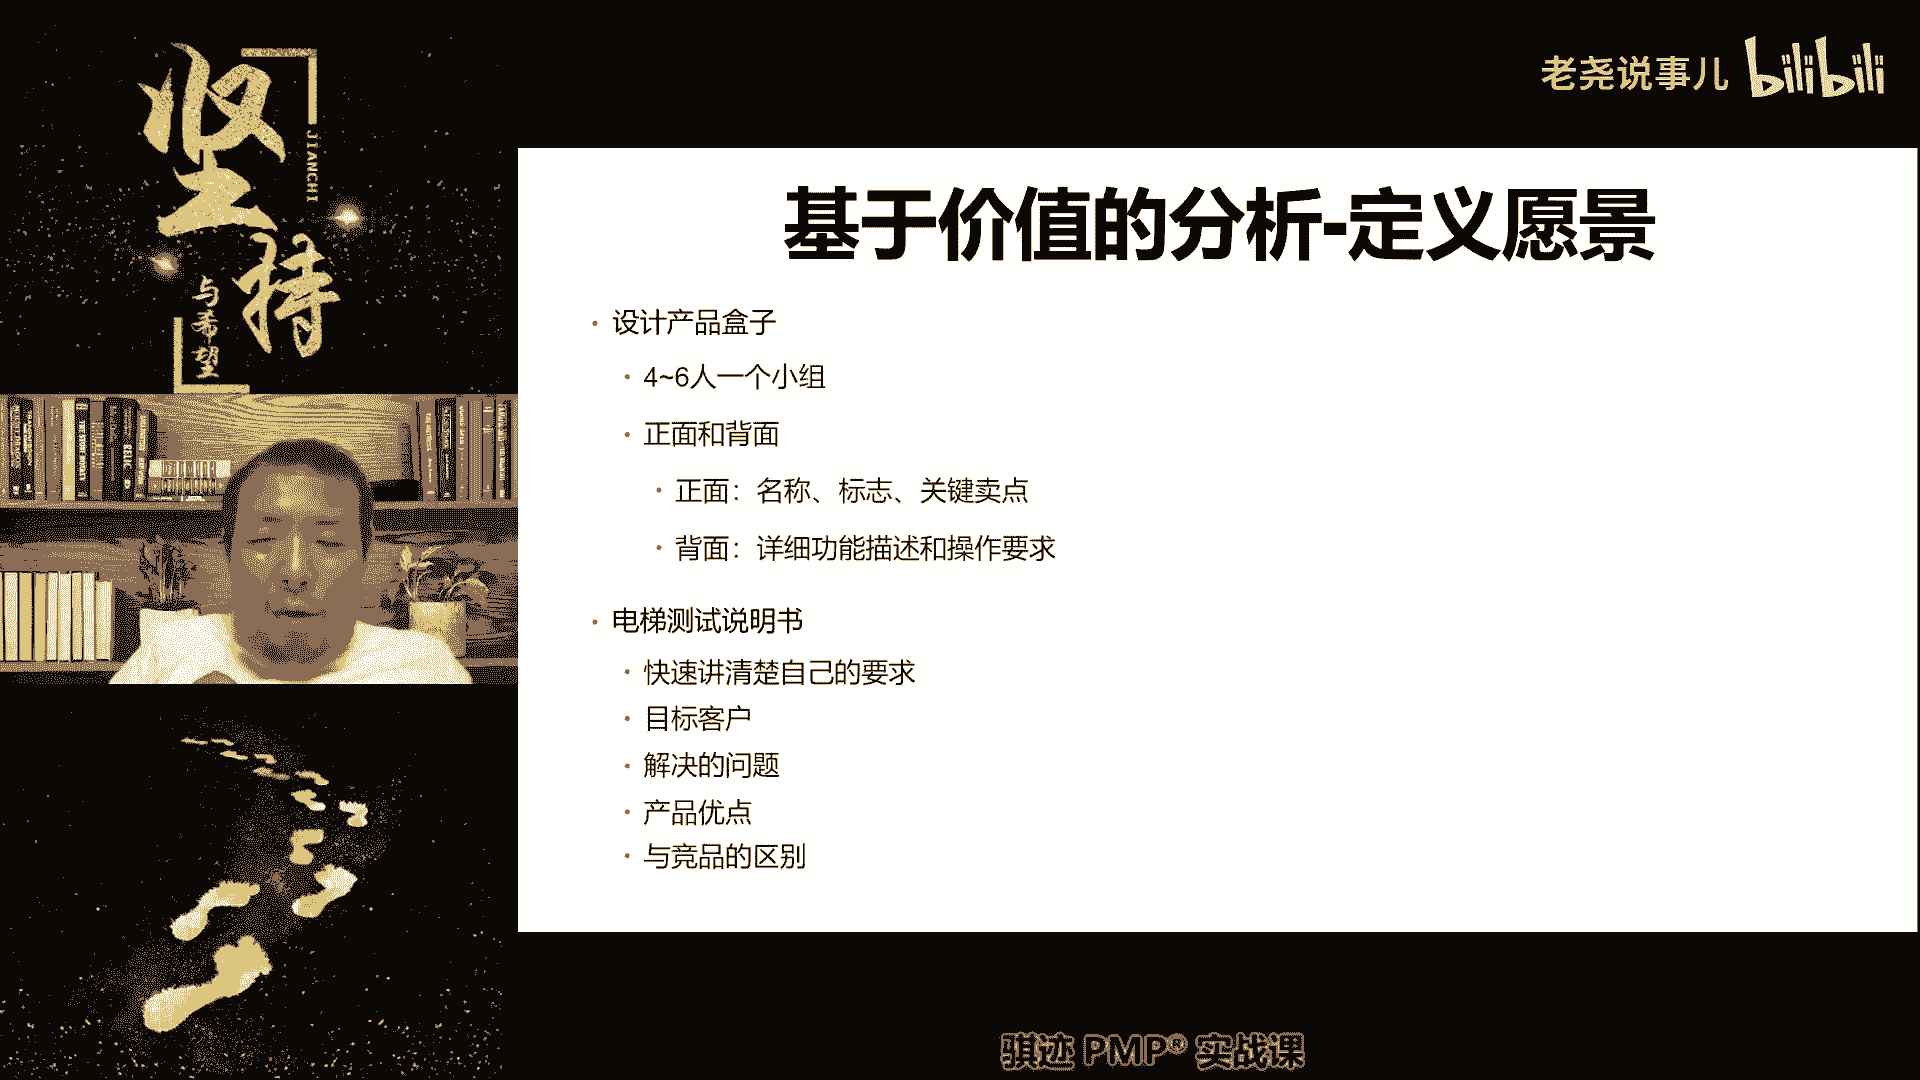 坚持
JIANCHI
与希望
老尧说事儿 bilibili
基于价值的分析-定义愿景
· 设计产品盒子
· 4~6人一个小组
· 正面和背面
· 正面：名称、标志、关键卖点
· 背面：详细功能描述和操作要求
· 电梯测试说明书
· 快速讲清楚自己的要求
· 目标客户
· 解决的问题
· 产品优点
· 与竞品的区别
骐迹 PMP® 实战课